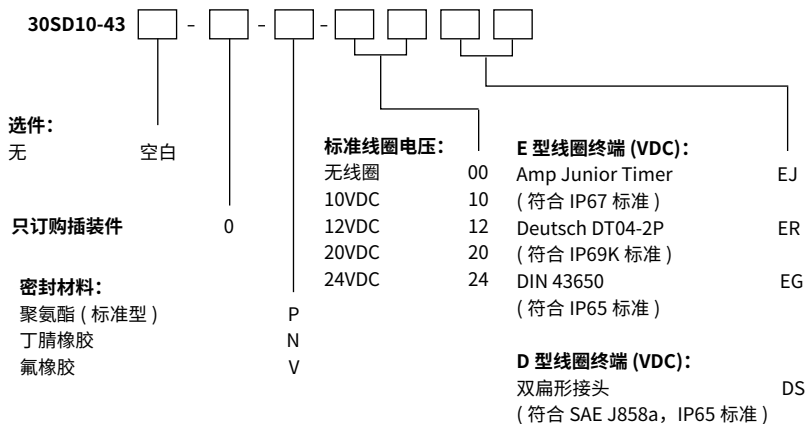 30SD10-43 - - -
选件：
无 空白
只订购插装件 0
密封材料：
聚氨酯 ( 标准型 ) P
丁腈橡胶 N
氟橡胶 V
标准线圈电压：
无线圈 00
10VDC 10
12VDC 12
20VDC 20
24VDC 24
E 型线圈终端 (VDC)：
Amp Junior Timer EJ
( 符合 IP67 标准 )
Deutsch DT04-2P ER
( 符合 IP69K 标准 )
DIN 43650 EG
( 符合 IP65 标准 )
D 型线圈终端 (VDC)：
双扁形接头 DS
( 符合 SAE J858a，IP65 标准 )